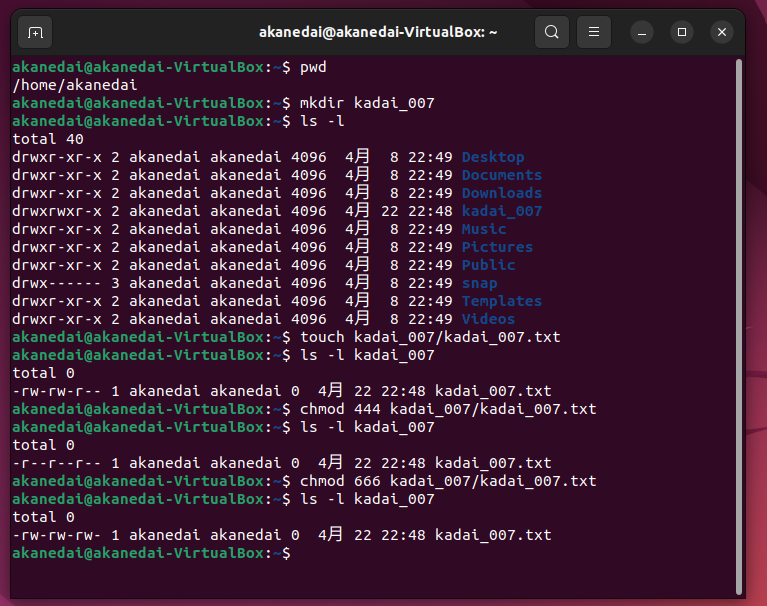 akanedai@akanedai-VirtualBox: ~
akanedai@akanedai-VirtualBox:~$ pwd
/home/akanedai
akanedai@akanedai-VirtualBox:~$ mkdir kadai_007
akanedai@akanedai-VirtualBox:~$ ls -l
total 40
drwxr-xr-x 2 akanedai akanedai 4096  4月  8 22:49 Desktop
drwxr-xr-x 2 akanedai akanedai 4096  4月  8 22:49 Documents
drwxr-xr-x 2 akanedai akanedai 4096  4月  8 22:49 Downloads
drwxrwxr-x 2 akanedai akanedai 4096  4月 22 22:48 kadai_007
drwxr-xr-x 2 akanedai akanedai 4096  4月  8 22:49 Music
drwxr-xr-x 2 akanedai akanedai 4096  4月  8 22:49 Pictures
drwxr-xr-x 2 akanedai akanedai 4096  4月  8 22:49 Public
drwx------ 3 akanedai akanedai 4096  4月  8 22:49 snap
drwxr-xr-x 2 akanedai akanedai 4096  4月  8 22:49 Templates
drwxr-xr-x 2 akanedai akanedai 4096  4月  8 22:49 Videos
akanedai@akanedai-VirtualBox:~$ touch kadai_007/kadai_007.txt
akanedai@akanedai-VirtualBox:~$ ls -l kadai_007
total 0
-rw-rw-r-- 1 akanedai akanedai 0  4月 22 22:48 kadai_007.txt
akanedai@akanedai-VirtualBox:~$ chmod 444 kadai_007/kadai_007.txt
akanedai@akanedai-VirtualBox:~$ ls -l kadai_007
total 0
-r--r--r-- 1 akanedai akanedai 0  4月 22 22:48 kadai_007.txt
akanedai@akanedai-VirtualBox:~$ chmod 666 kadai_007/kadai_007.txt
akanedai@akanedai-VirtualBox:~$ ls -l kadai_007
total 0
-rw-rw-rw- 1 akanedai akanedai 0  4月 22 22:48 kadai_007.txt
akanedai@akanedai-VirtualBox:~$